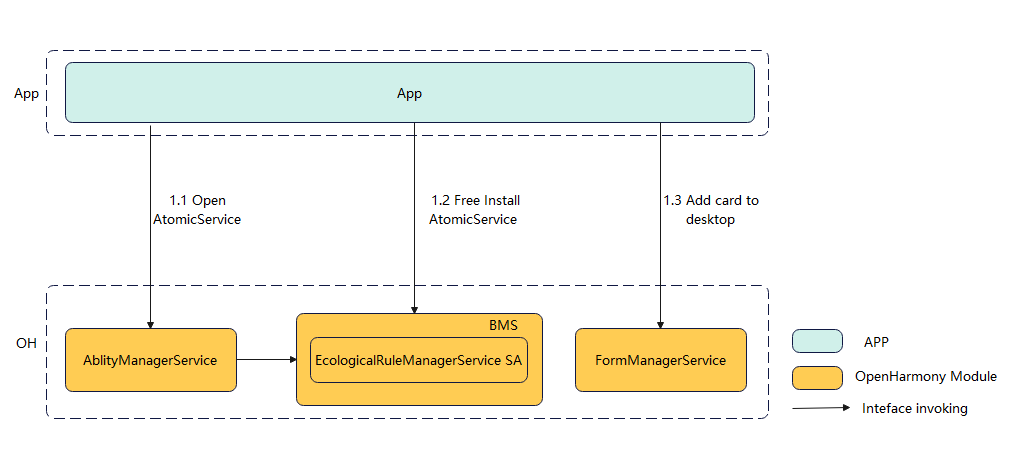 App
App
1.1 Open
AtomicService
1.2 Free Install
AtomicService
1.3 Add card to
desktop
OH
AblityManagerService
BMS
EcologicalRuleManagerService SA
FormManagerService
APP
OpenHarmony Module
Inteface invoking